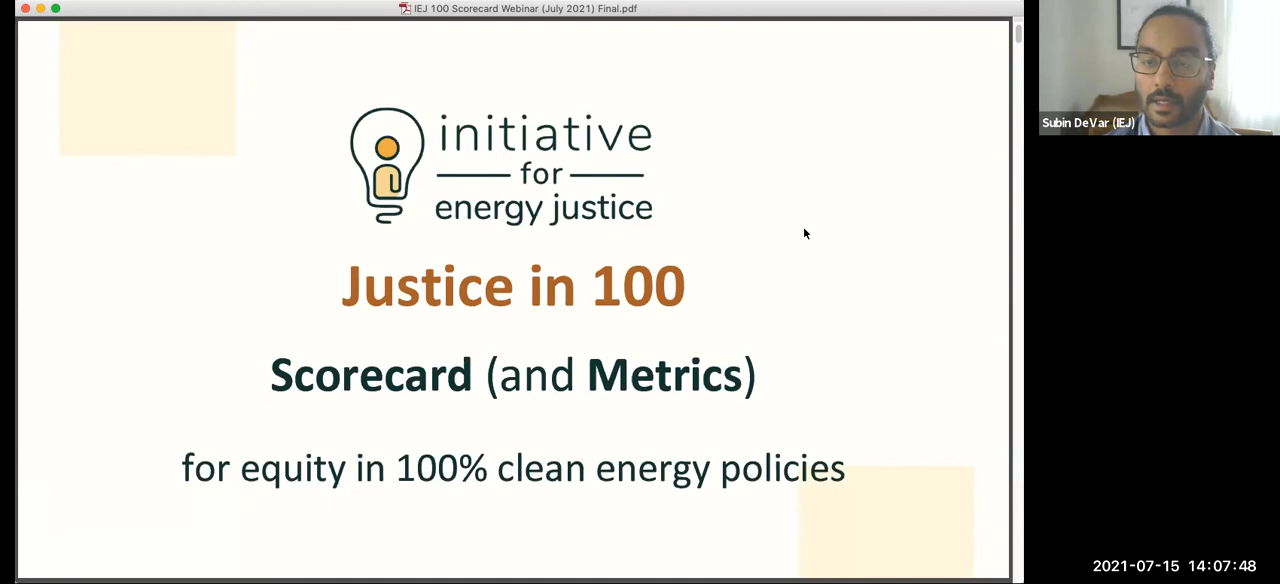 IEJ 100 Scorecard Webinar (July 2021) Final.pdf
initiative
for
energy justice
Justice in 100
Scorecard (and Metrics)
for equity in 100% clean energy policies
Subin DeVar (IEJ)
2021-07-15 14:07:48